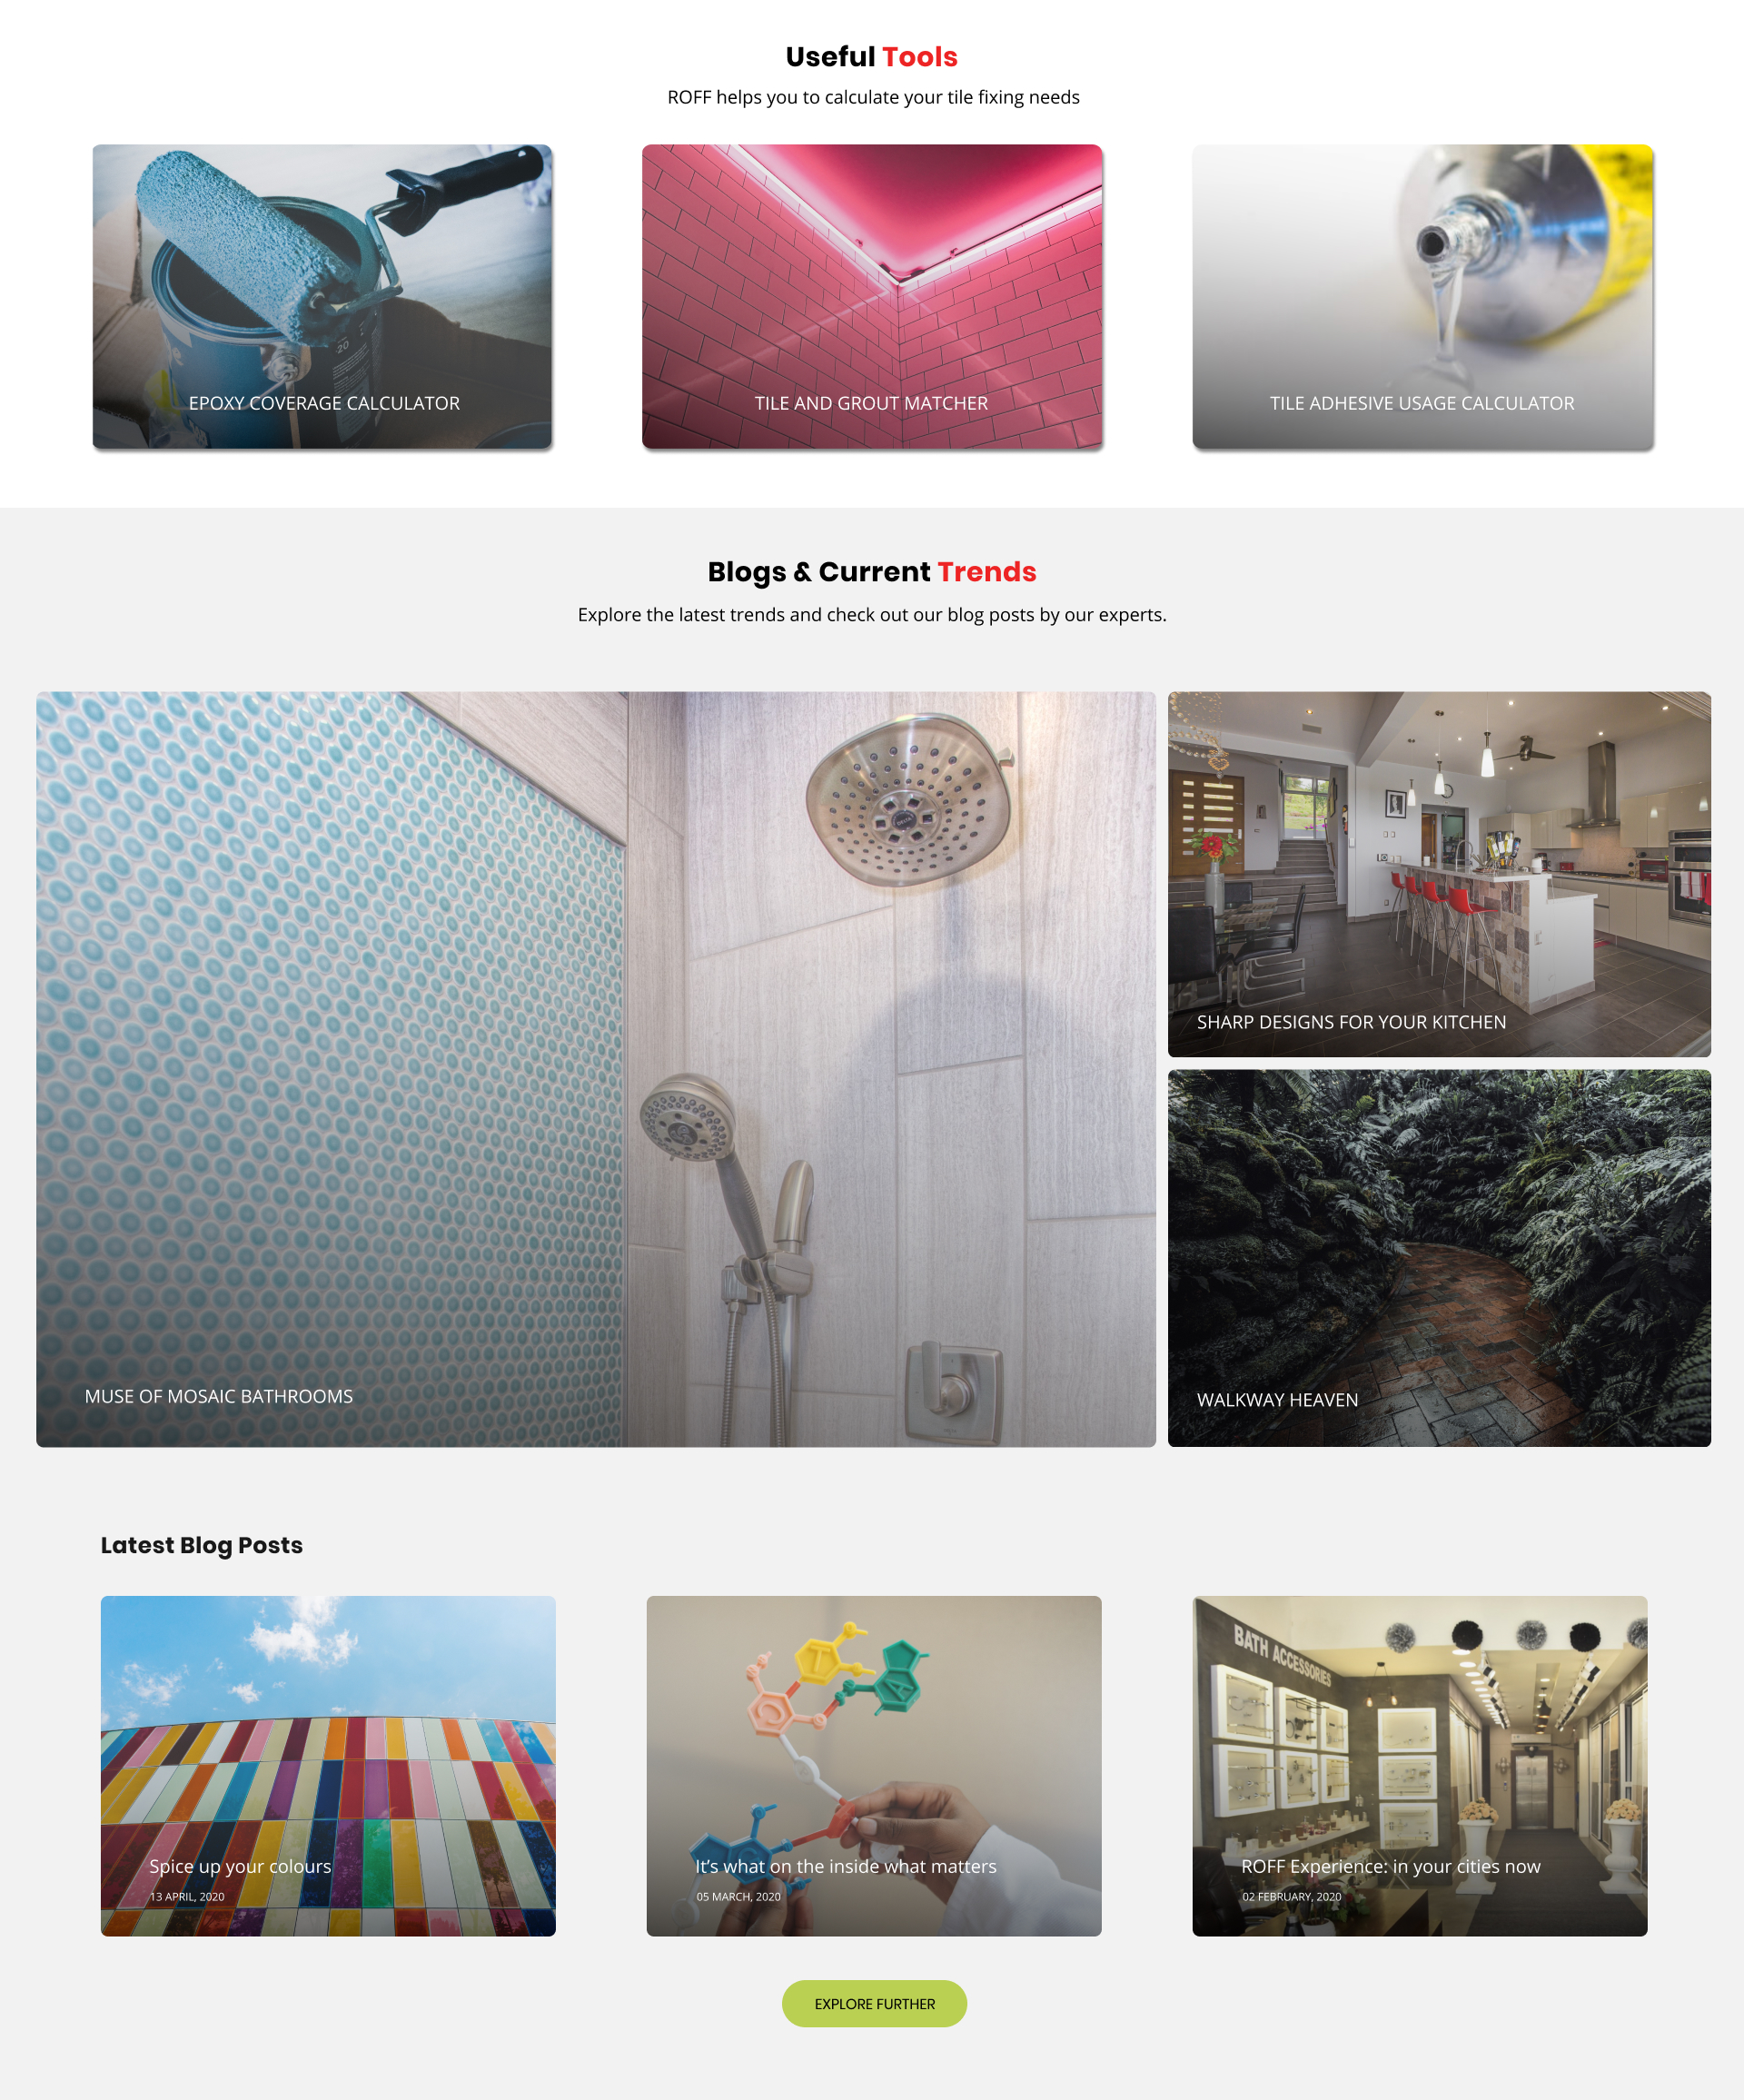 Useful Tools
ROFF helps you to calculate your tile fixing needs
EPOXY COVERAGE CALCULATOR
TILE AND GROUT MATCHER
TILE ADHESIVE USAGE CALCULATOR
Blogs & Current Trends
Explore the latest trends and check out our blog posts by our experts.
SHARP DESIGNS FOR YOUR KITCHEN
MUSE OF MOSAIC BATHROOMS
WALKWAY HEAVEN
Latest Blog Posts
BATH ACCESSORIES
Spice up your colours
13 APRIL, 2020
It’s what on the inside what matters
05 MARCH, 2020
ROFF Experience: in your cities now
02 FEBRUARY, 2020
EXPLORE FURTHER